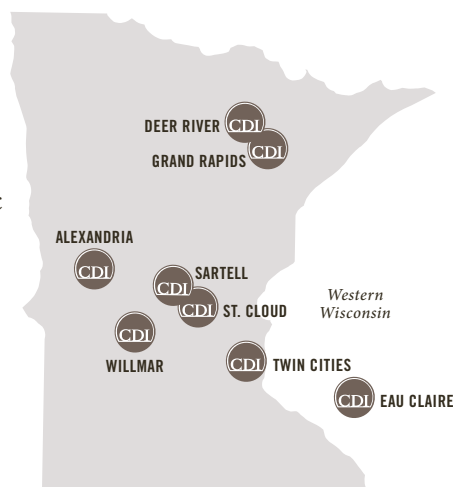 DEER RIVER CDI
GRAND RAPIDS CDI
ALEXANDRIA
CDI
SARTELL
CDI
CDI ST. CLOUD
CDI
WILLMAR
Western
Wisconsin
CDI TWIN CITIES
CDI EAU CLAIRE